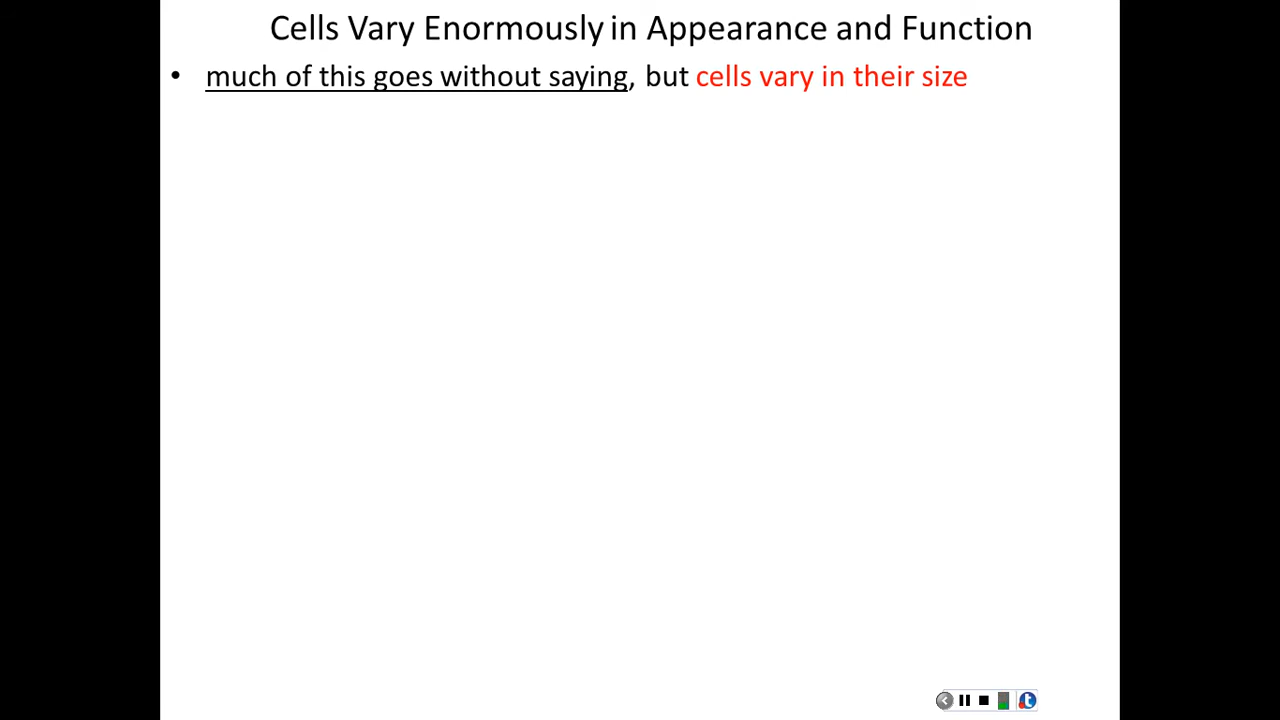 Cells Vary Enormously in Appearance and Function
• much of this goes without saying, but cells vary in their size